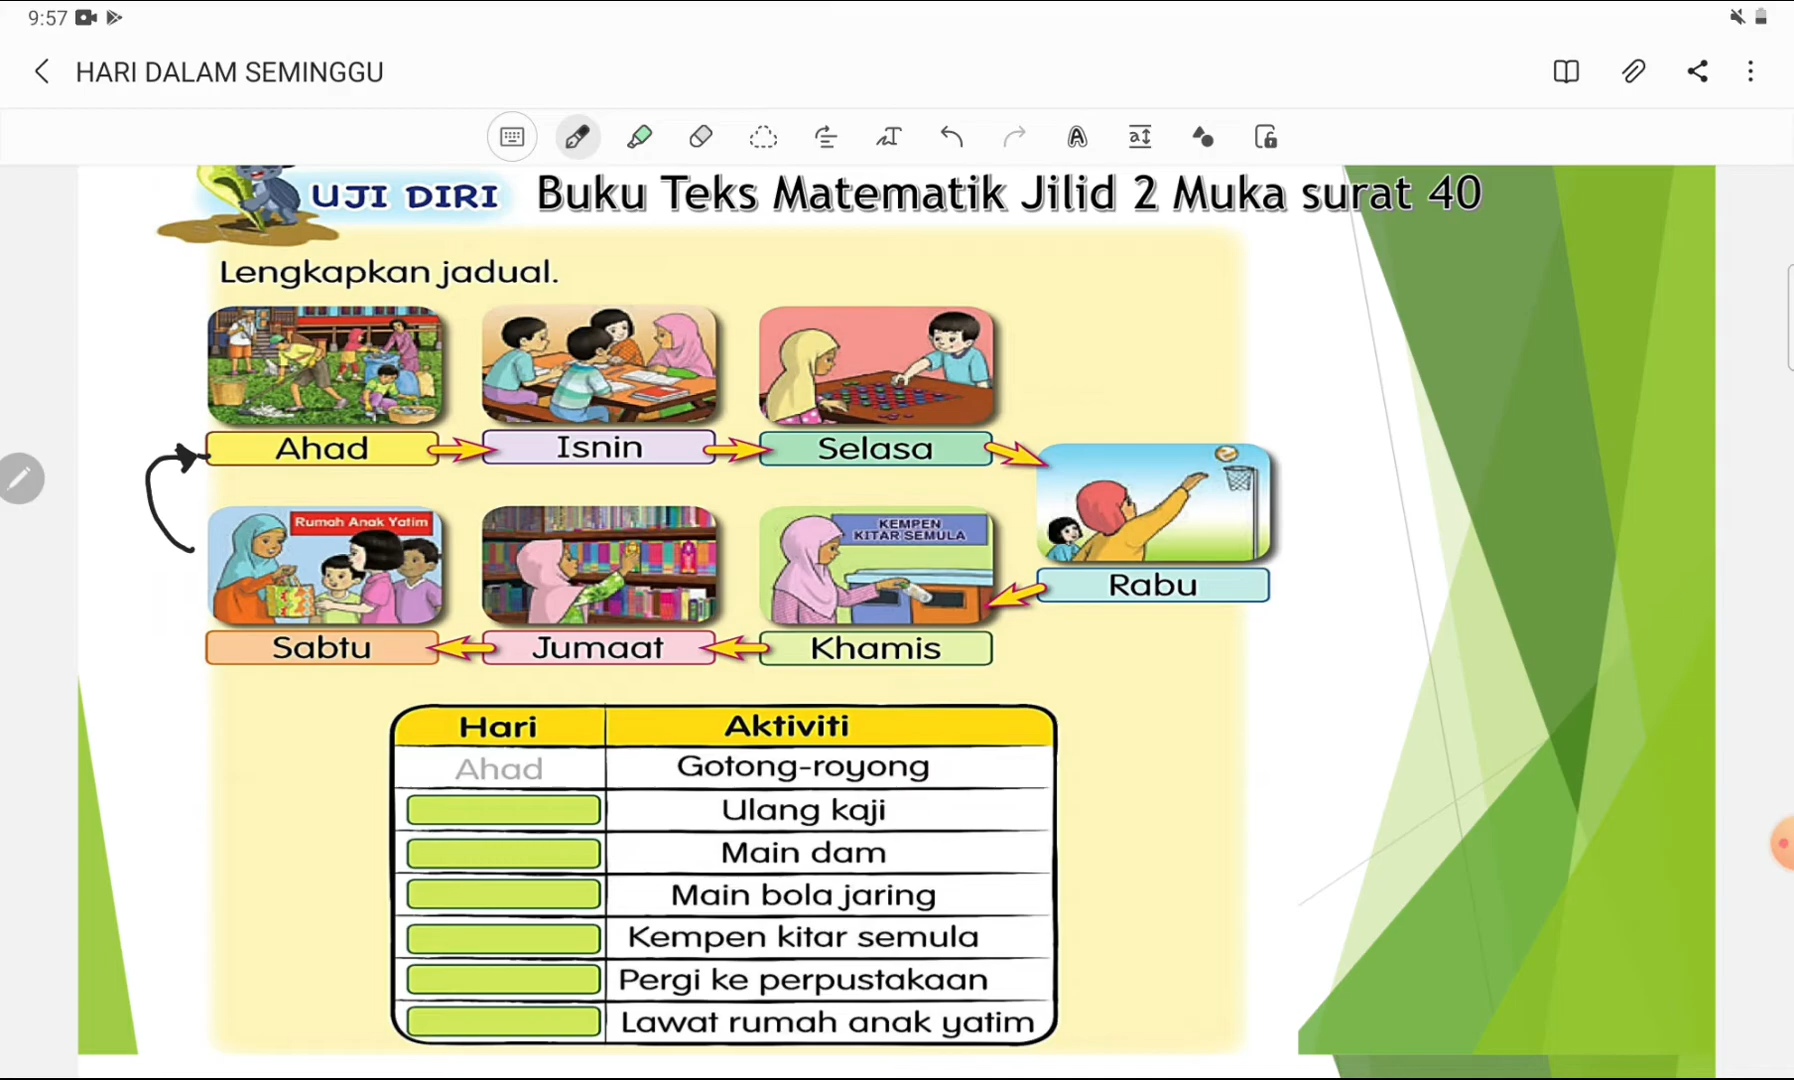 9:57
HARI DALAM SEMINGGU
UJI DIRI Buku Teks Matematik Jilid 2 Muka surat 40
Lengkapkan jadual.
Ahad
Isnin
Selasa
Rabu
KEMPEN
KITAR SEMULA
Khamis
Jumaat
Rumah Anak Yatim
Sabtu
Hari Aktiviti
Ahad Gotong-royong
Ulang kaji
Main dam
Main bola jaring
Kempen kitar semula
Pergi ke perpustakaan
Lawat rumah anak yatim